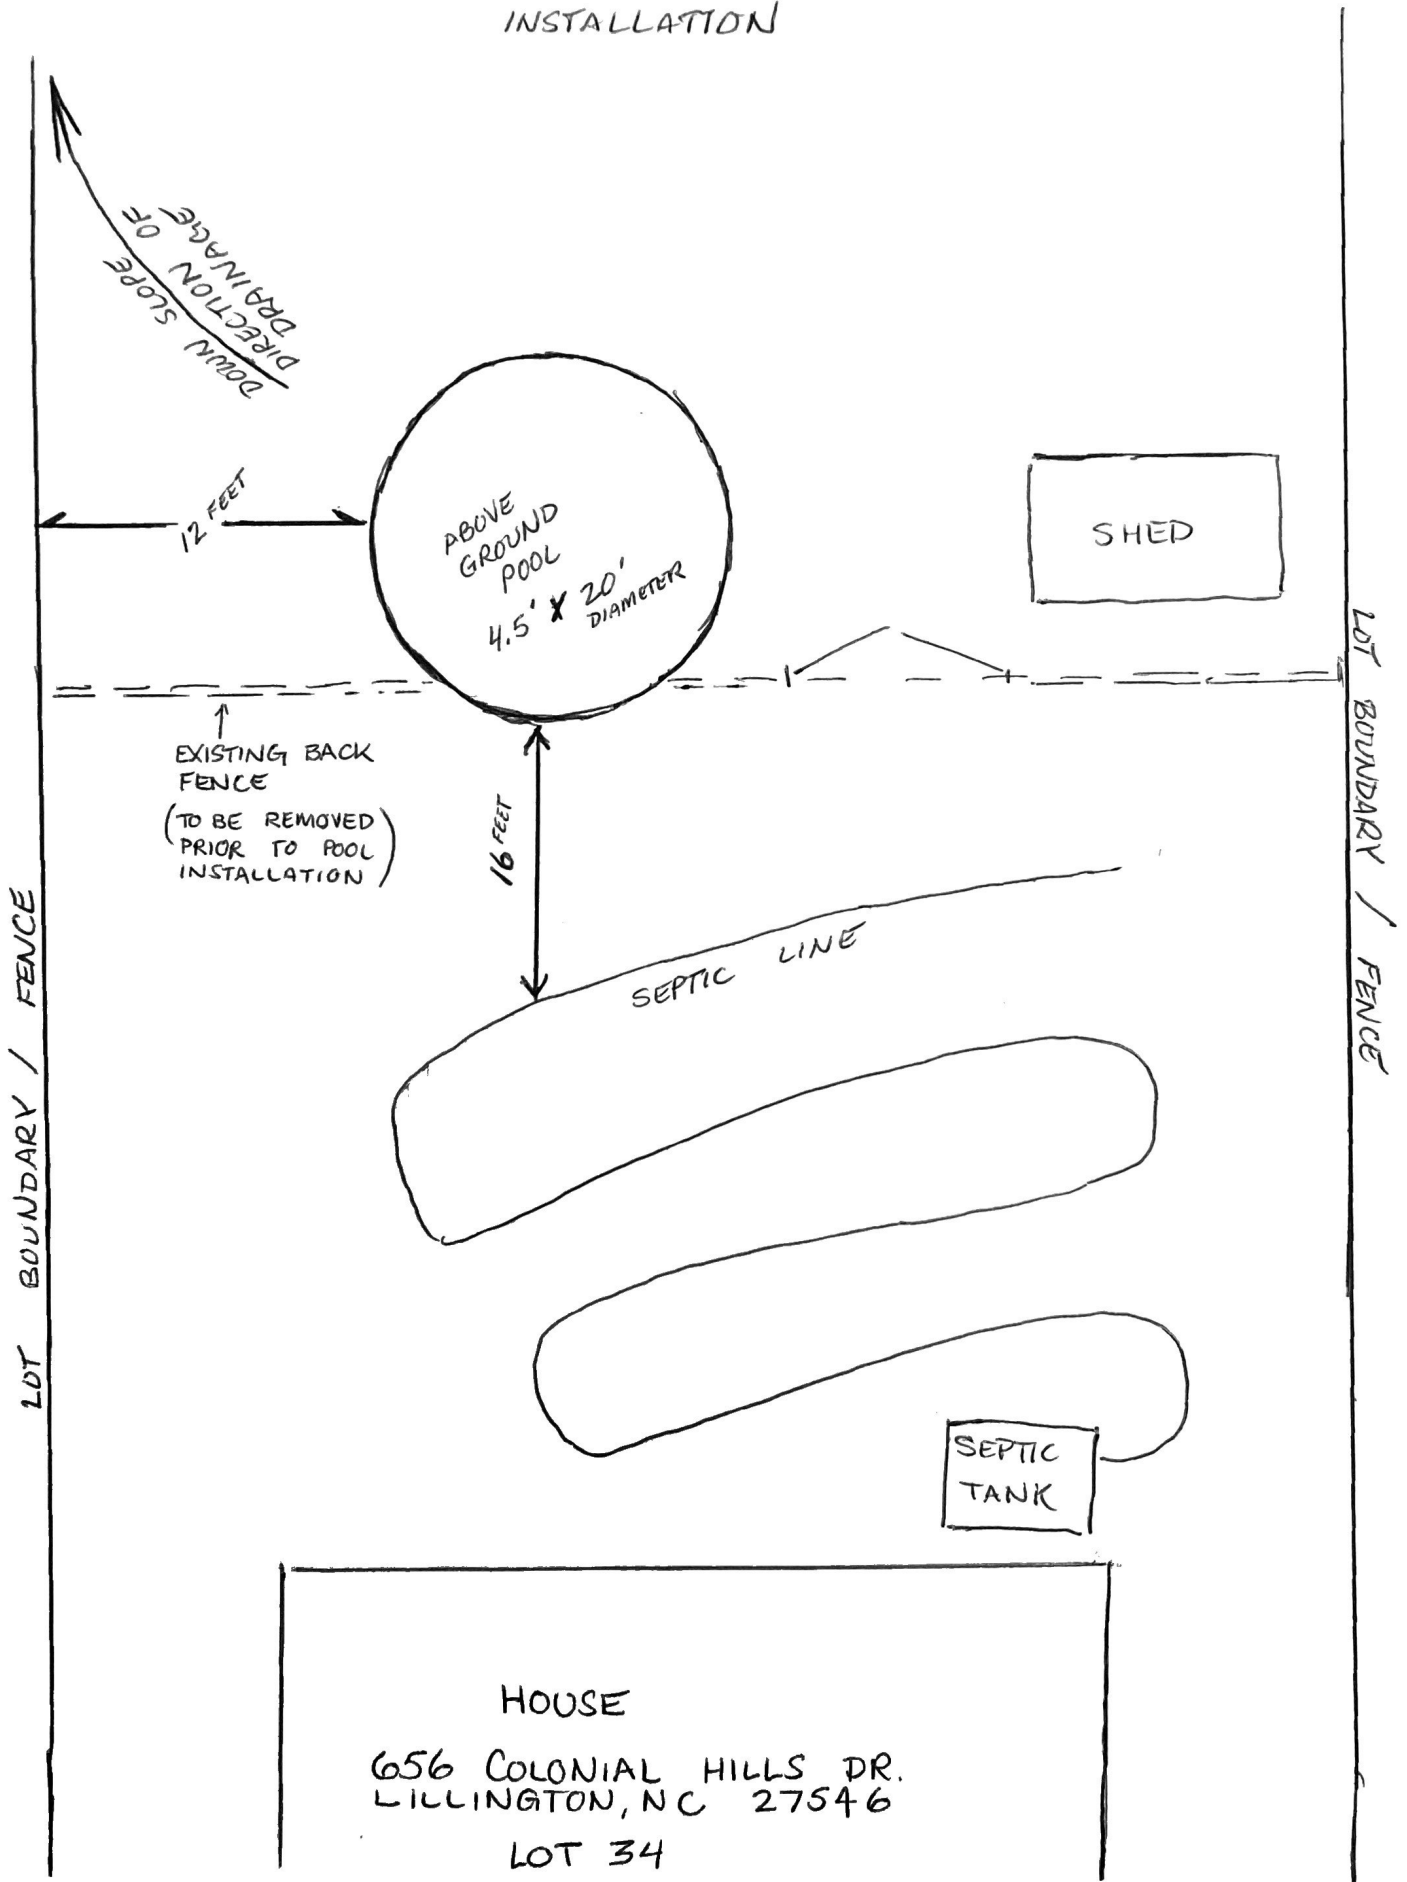 INSTALLATION
DOWN SLOPE
DIRECTION OF
DRAINAGE
12 FEET
ABOVE
GROUND
POOL
4.5' X 20'
DIAMETER
SHED
EXISTING BACK
FENCE
(TO BE REMOVED
PRIOR TO POOL
INSTALLATION)
16 FEET
SEPTIC LINE
LOT BOUNDARY / FENCE
LOT BOUNDARY / FENCE
SEPTIC
TANK
HOUSE
656 COLONIAL HILLS DR.
LILLINGTON, NC 27546
LOT 34